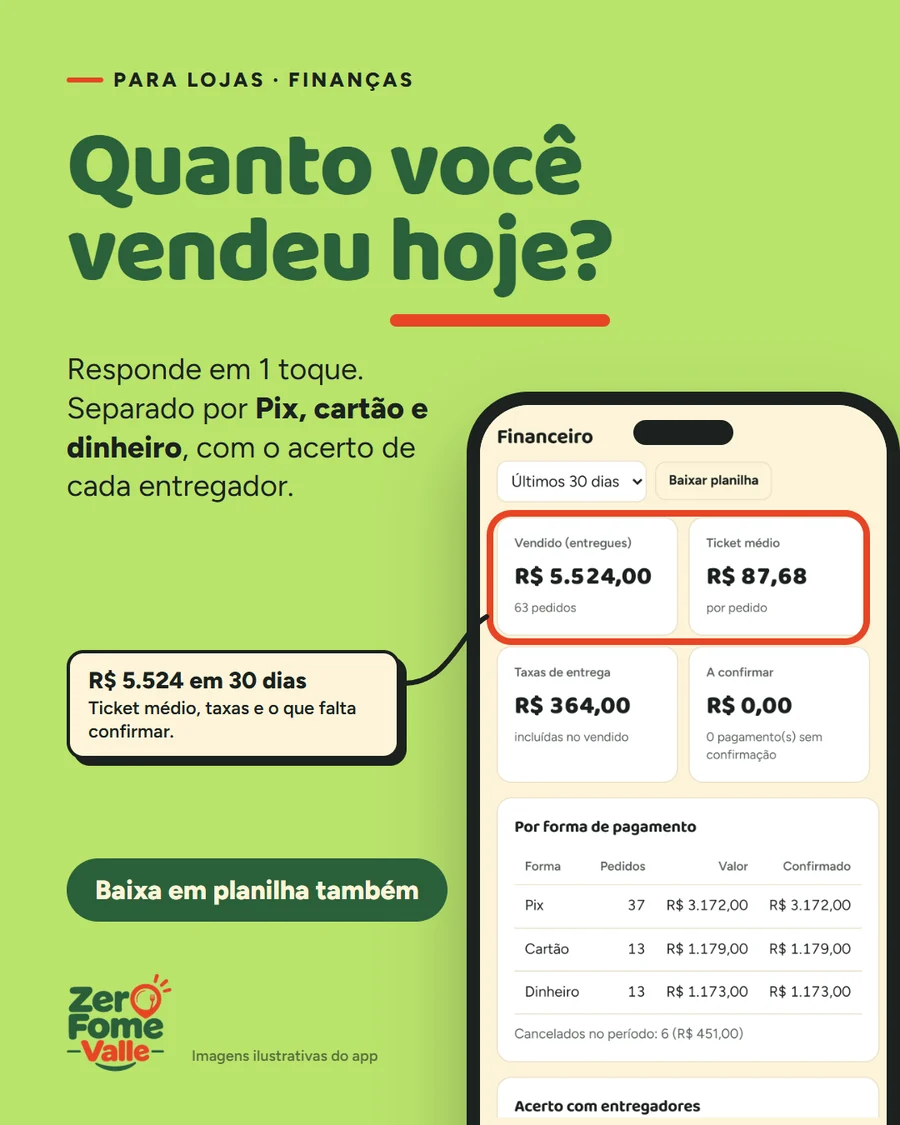 PARA LOJAS · FINANÇAS
Quanto você
vendeu hoje?
Responde em 1 toque.
Separado por Pix, cartão e
dinheiro, com o acerto de
cada entregador.
R$ 5.524 em 30 dias
Ticket médio, taxas e o que falta
confirmar.
Baixa em planilha também
Zero
Fome
Valle
Imagens ilustrativas do app
Financeiro
Últimos 30 dias
Baixar planilha
Vendido (entregues)
R$ 5.524,00
63 pedidos
Ticket médio
R$ 87,68
por pedido
Taxas de entrega
R$ 364,00
incluídas no vendido
A confirmar
R$ 0,00
0 pagamento(s) sem
confirmação
Por forma de pagamento
Forma Pedidos Valor Confirmado
Pix 37 R$ 3.172,00 R$ 3.172,00
Cartão 13 R$ 1.179,00 R$ 1.179,00
Dinheiro 13 R$ 1.173,00 R$ 1.173,00
Cancelados no período: 6 (R$ 451,00)
Acerto com entregadores